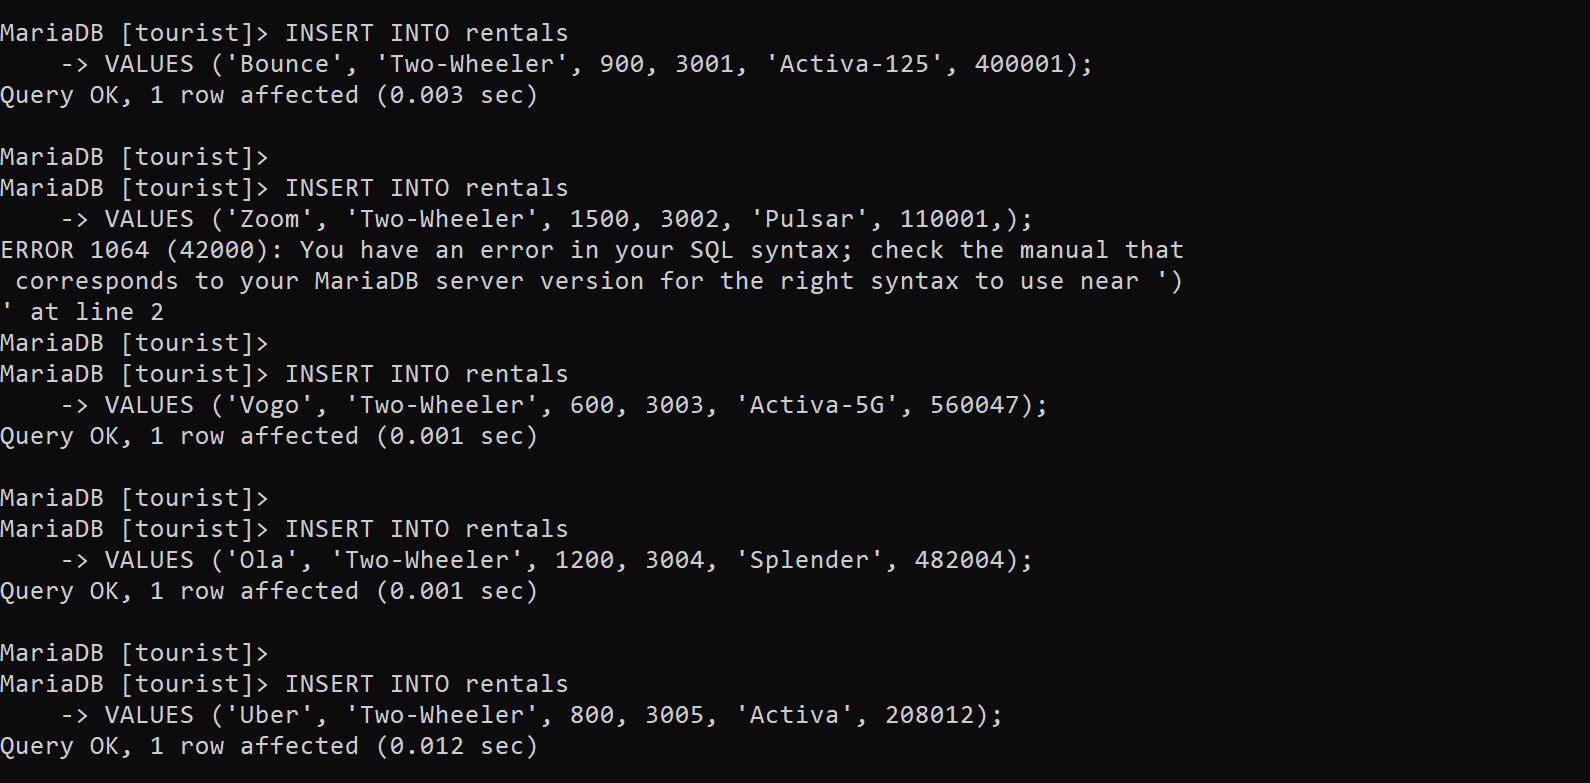 MariaDB [tourist]> INSERT INTO rentals
    -> VALUES ('Bounce', 'Two-Wheeler', 900, 3001, 'Activa-125', 400001);
Query OK, 1 row affected (0.003 sec)
MariaDB [tourist]>
MariaDB [tourist]> INSERT INTO rentals
    -> VALUES ('Zoom', 'Two-Wheeler', 1500, 3002, 'Pulsar', 110001,);
ERROR 1064 (42000): You have an error in your SQL syntax; check the manual that
 corresponds to your MariaDB server version for the right syntax to use near ')
' at line 2
MariaDB [tourist]>
MariaDB [tourist]> INSERT INTO rentals
    -> VALUES ('Vogo', 'Two-Wheeler', 600, 3003, 'Activa-5G', 560047);
Query OK, 1 row affected (0.001 sec)
MariaDB [tourist]>
MariaDB [tourist]> INSERT INTO rentals
    -> VALUES ('Ola', 'Two-Wheeler', 1200, 3004, 'Splender', 482004);
Query OK, 1 row affected (0.001 sec)
MariaDB [tourist]>
MariaDB [tourist]> INSERT INTO rentals
    -> VALUES ('Uber', 'Two-Wheeler', 800, 3005, 'Activa', 208012);
Query OK, 1 row affected (0.012 sec)